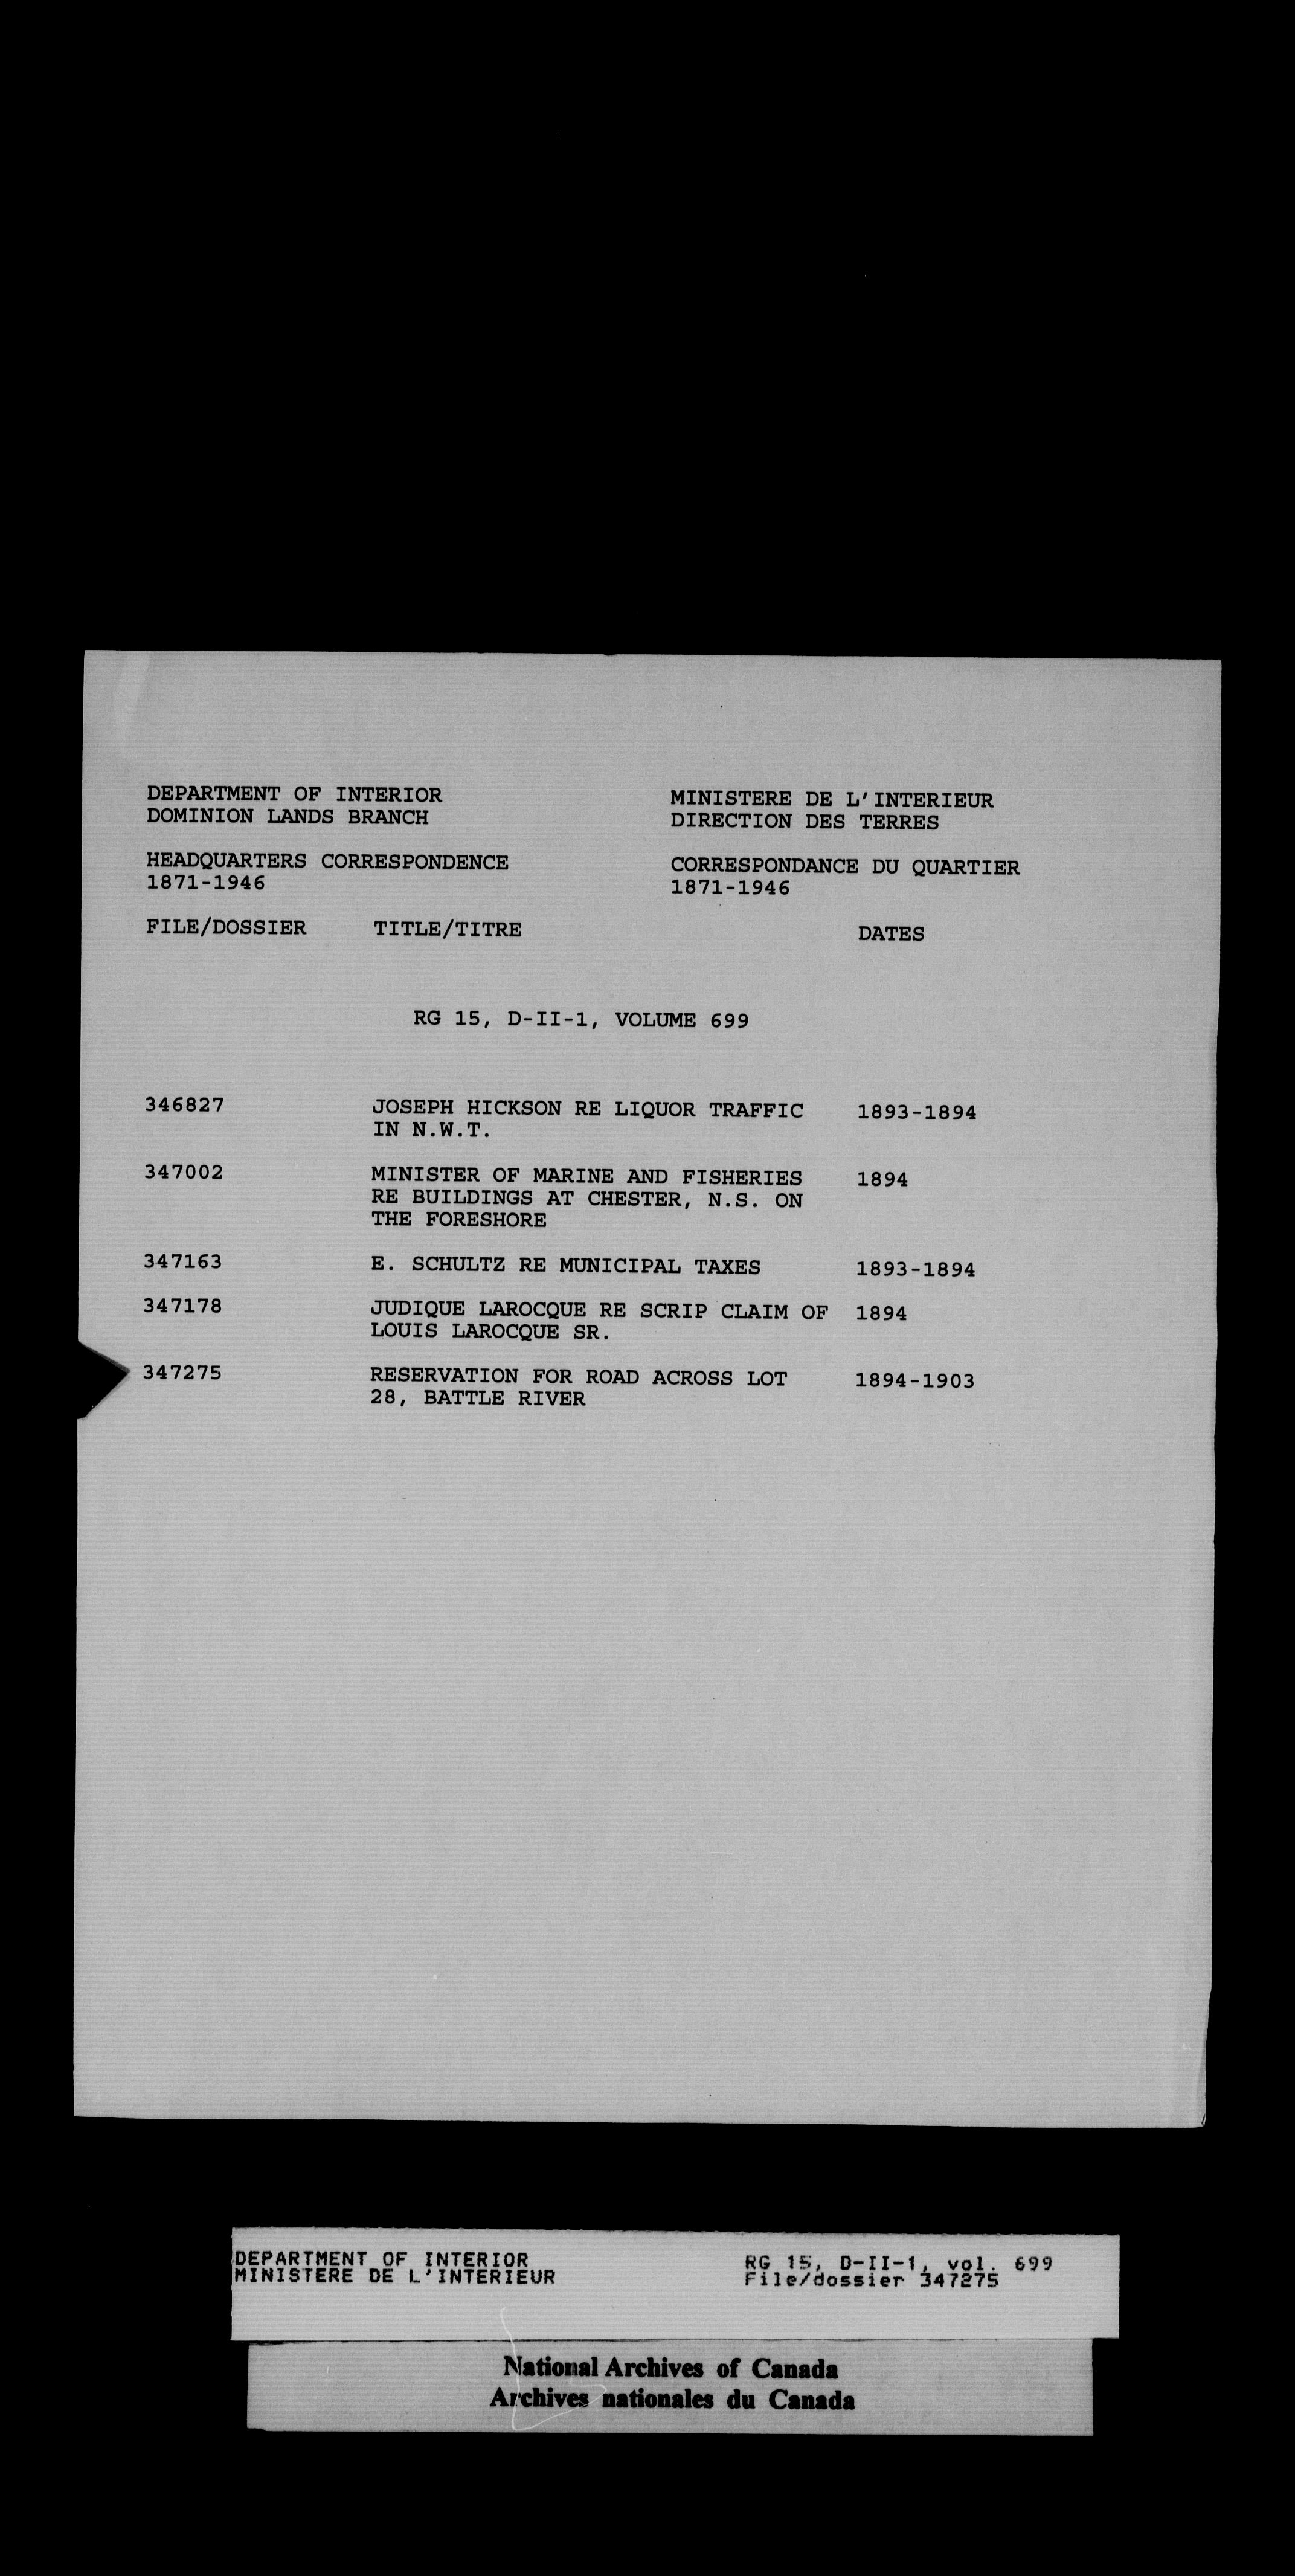 DEPARTMENT OF INTERIOR
DOMINION LANDS BRANCH
MINISTERE DE L'INTERIEUR
DIRECTION DES TERRES
HEADQUARTERS CORRESPONDENCE
1871-1946
CORRESPONDANCE DU QUARTIER
1871-1946
FILE/DOSSIER TITLE/TITRE DATES
RG 15, D-II-1, VOLUME 699
346827 JOSEPH HICKSON RE LIQUOR TRAFFIC 1893-1894
IN N.W.T.
347002 MINISTER OF MARINE AND FISHERIES 1894
RE BUILDINGS AT CHESTER, N.S. ON
THE FORESHORE
347163 E. SCHULTZ RE MUNICIPAL TAXES 1893-1894
347178 JUDIQUE LAROCQUE RE SCRIP CLAIM OF 1894
LOUIS LAROCQUE SR.
347275 RESERVATION FOR ROAD ACROSS LOT 1894-1903
28, BATTLE RIVER
DEPARTMENT OF INTERIOR RG 15, D-II-1, vol. 699
MINISTERE DE L'INTERIEUR File/dossier 347275
National Archives of Canada
Archives nationales du Canada